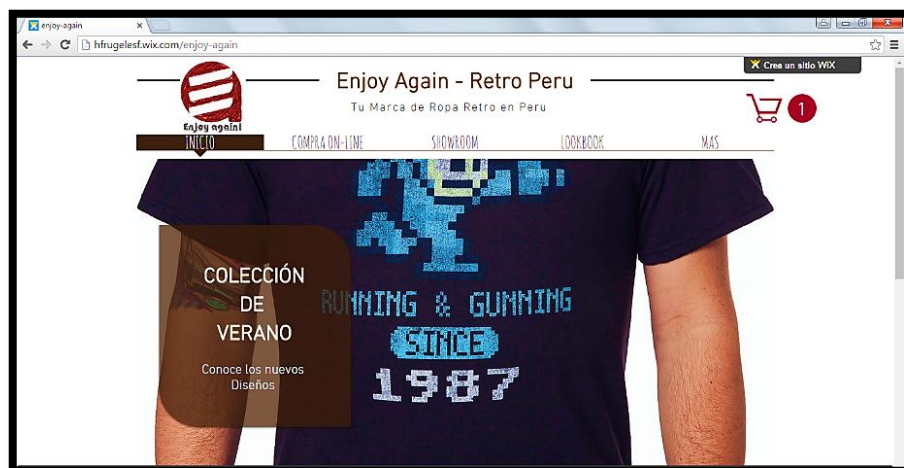 enjoy-again
hfrugelesf.wix.com/enjoy-again
Crea un sitio WIX
Enjoy Again - Retro Peru
Tu Marca de Ropa Retro en Peru
Enjoy again!
1
INICIO
COMPRA ON-LINE
SHOWROOM
LOOKBOOK
MAS
COLECCIÓN
DE
VERANO
Conoce los nuevos
Diseños
RUNNING & GUNNING
SINCE
1987